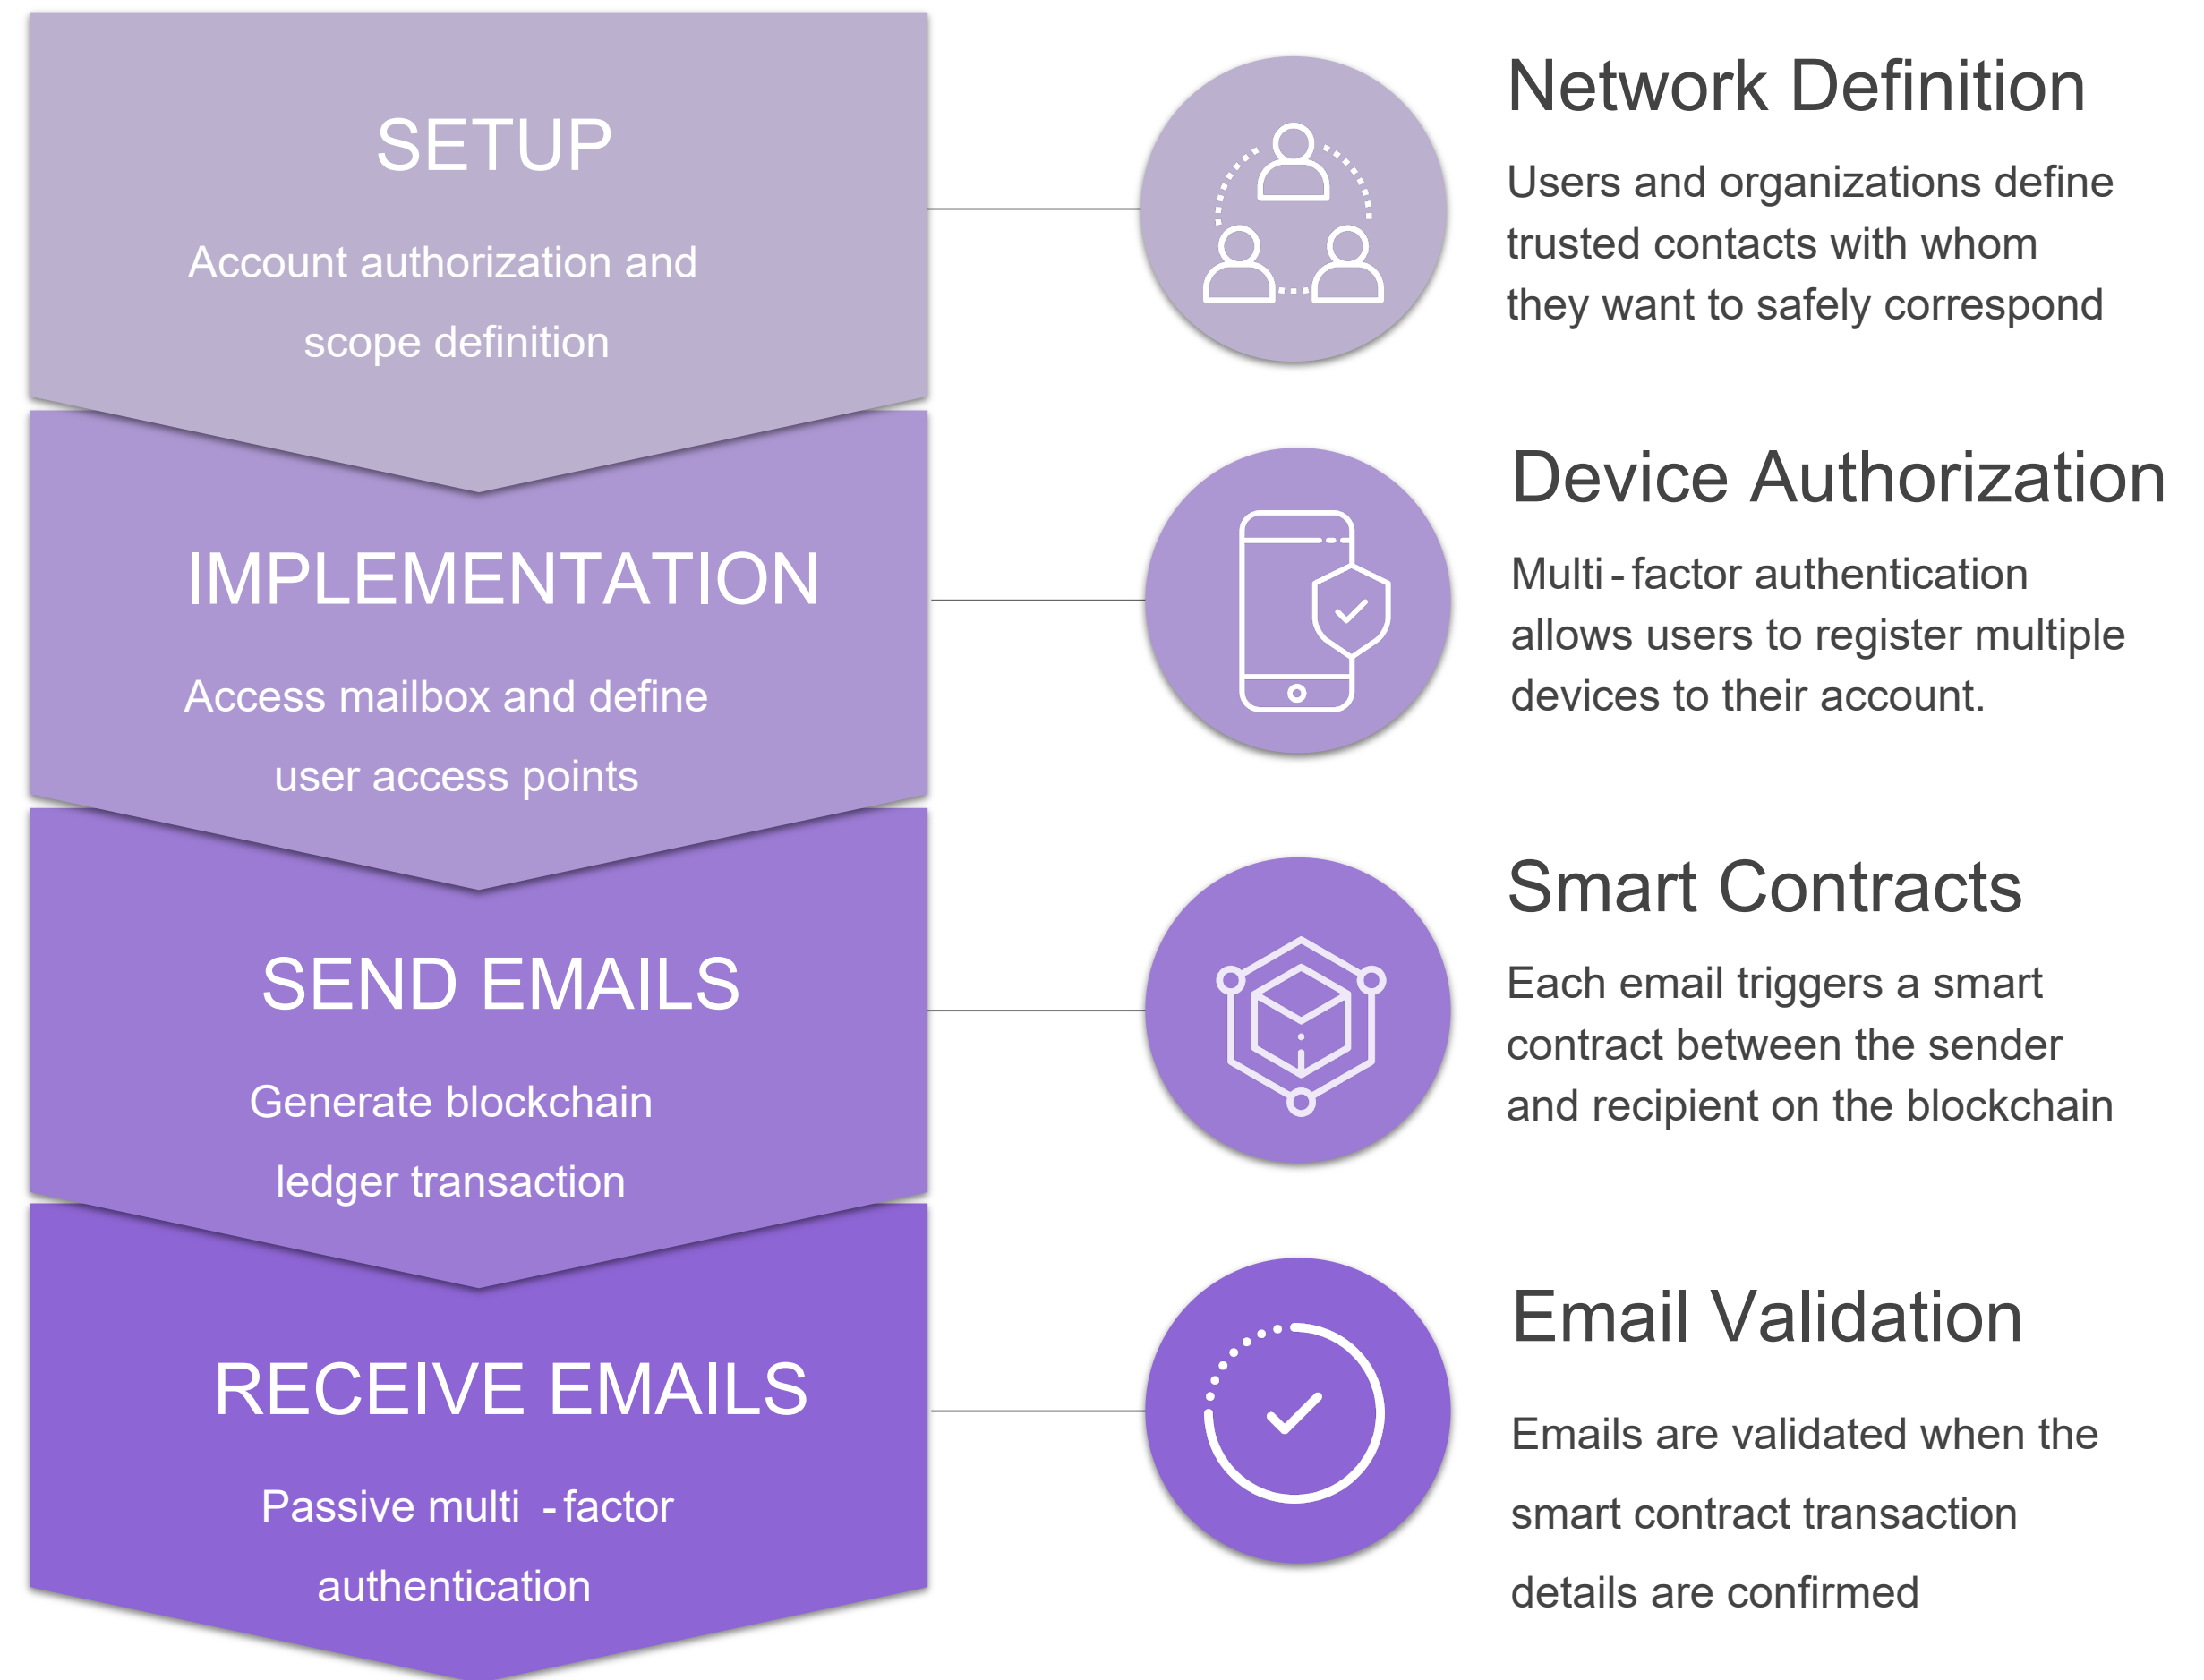 SETUP
Account authorization and
scope definition
Network Definition
Users and organizations define
trusted contacts with whom
they want to safely correspond
IMPLEMENTATION
Access mailbox and define
user access points
Device Authorization
Multi-factor authentication
allows users to register multiple
devices to their account.
SEND EMAILS
Generate blockchain
ledger transaction
Smart Contracts
Each email triggers a smart
contract between the sender
and recipient on the blockchain
RECEIVE EMAILS
Passive multi -factor
authentication
Email Validation
Emails are validated when the
smart contract transaction
details are confirmed